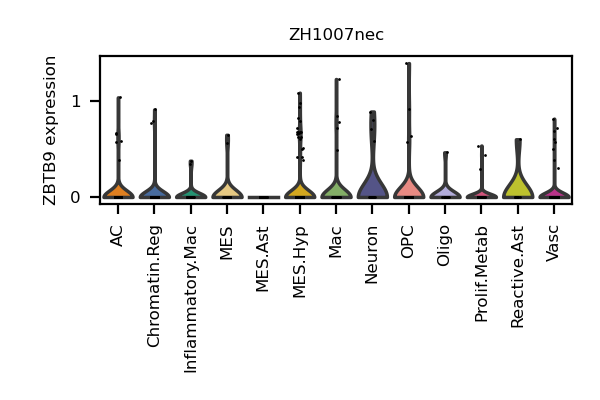 ZH1007nec
ZBTB9 expression
1
0
AC
Chromatin.Reg
Inflammatory.Mac
MES
MES.Ast
MES.Hyp
Mac
Neuron
OPC
Oligo
Prolif.Metab
Reactive.Ast
Vasc